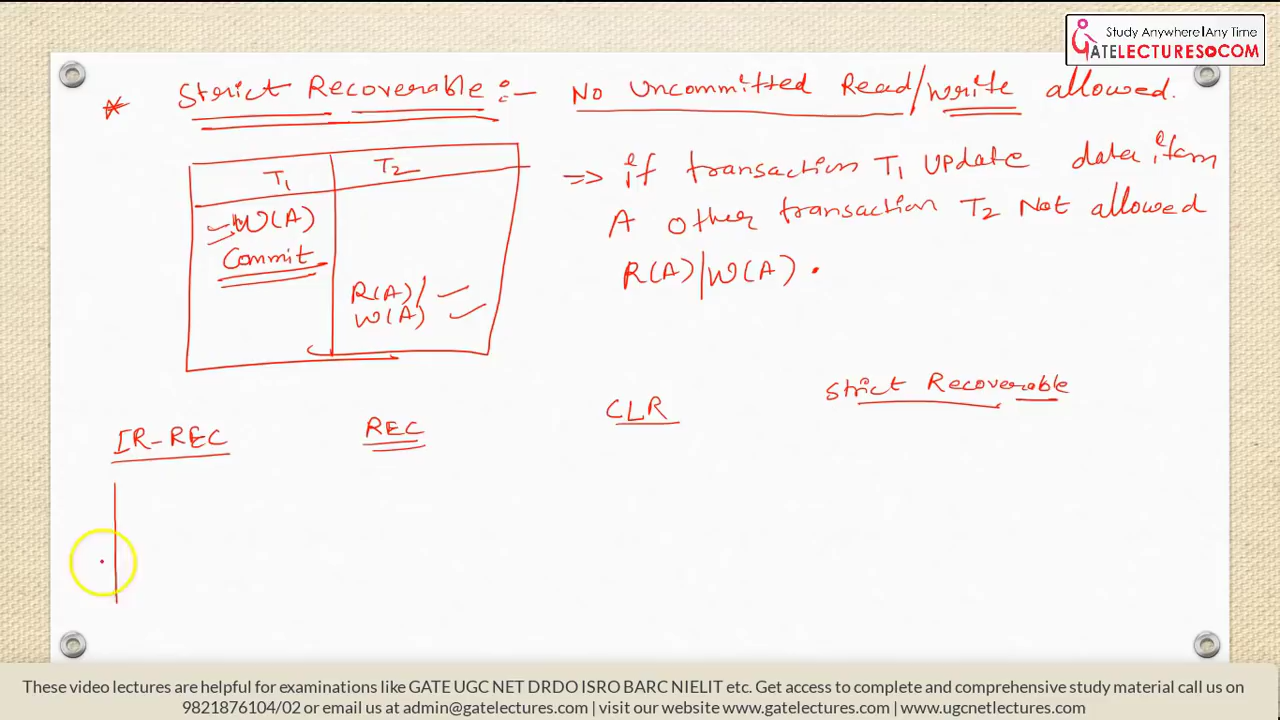 Study Anywhere|Any Time
GATELECTURES.COM
* Strict Recoverable :- No Uncommitted Read/write allowed.
T1 T2
W(A)
Commit
R(A)/
W(A)
=> if transaction T1 Update data item
A other transaction T2 Not allowed
R(A)/W(A).
IR-REC REC CLR Strict Recoverable
These video lectures are helpful for examinations like GATE UGC NET DRDO ISRO BARC NIELIT etc. Get access to complete and comprehensive study material call us on
9821876104/02 or email us at admin@gatelectures.com | visit our website www.gatelectures.com | www.ugcnetlectures.com